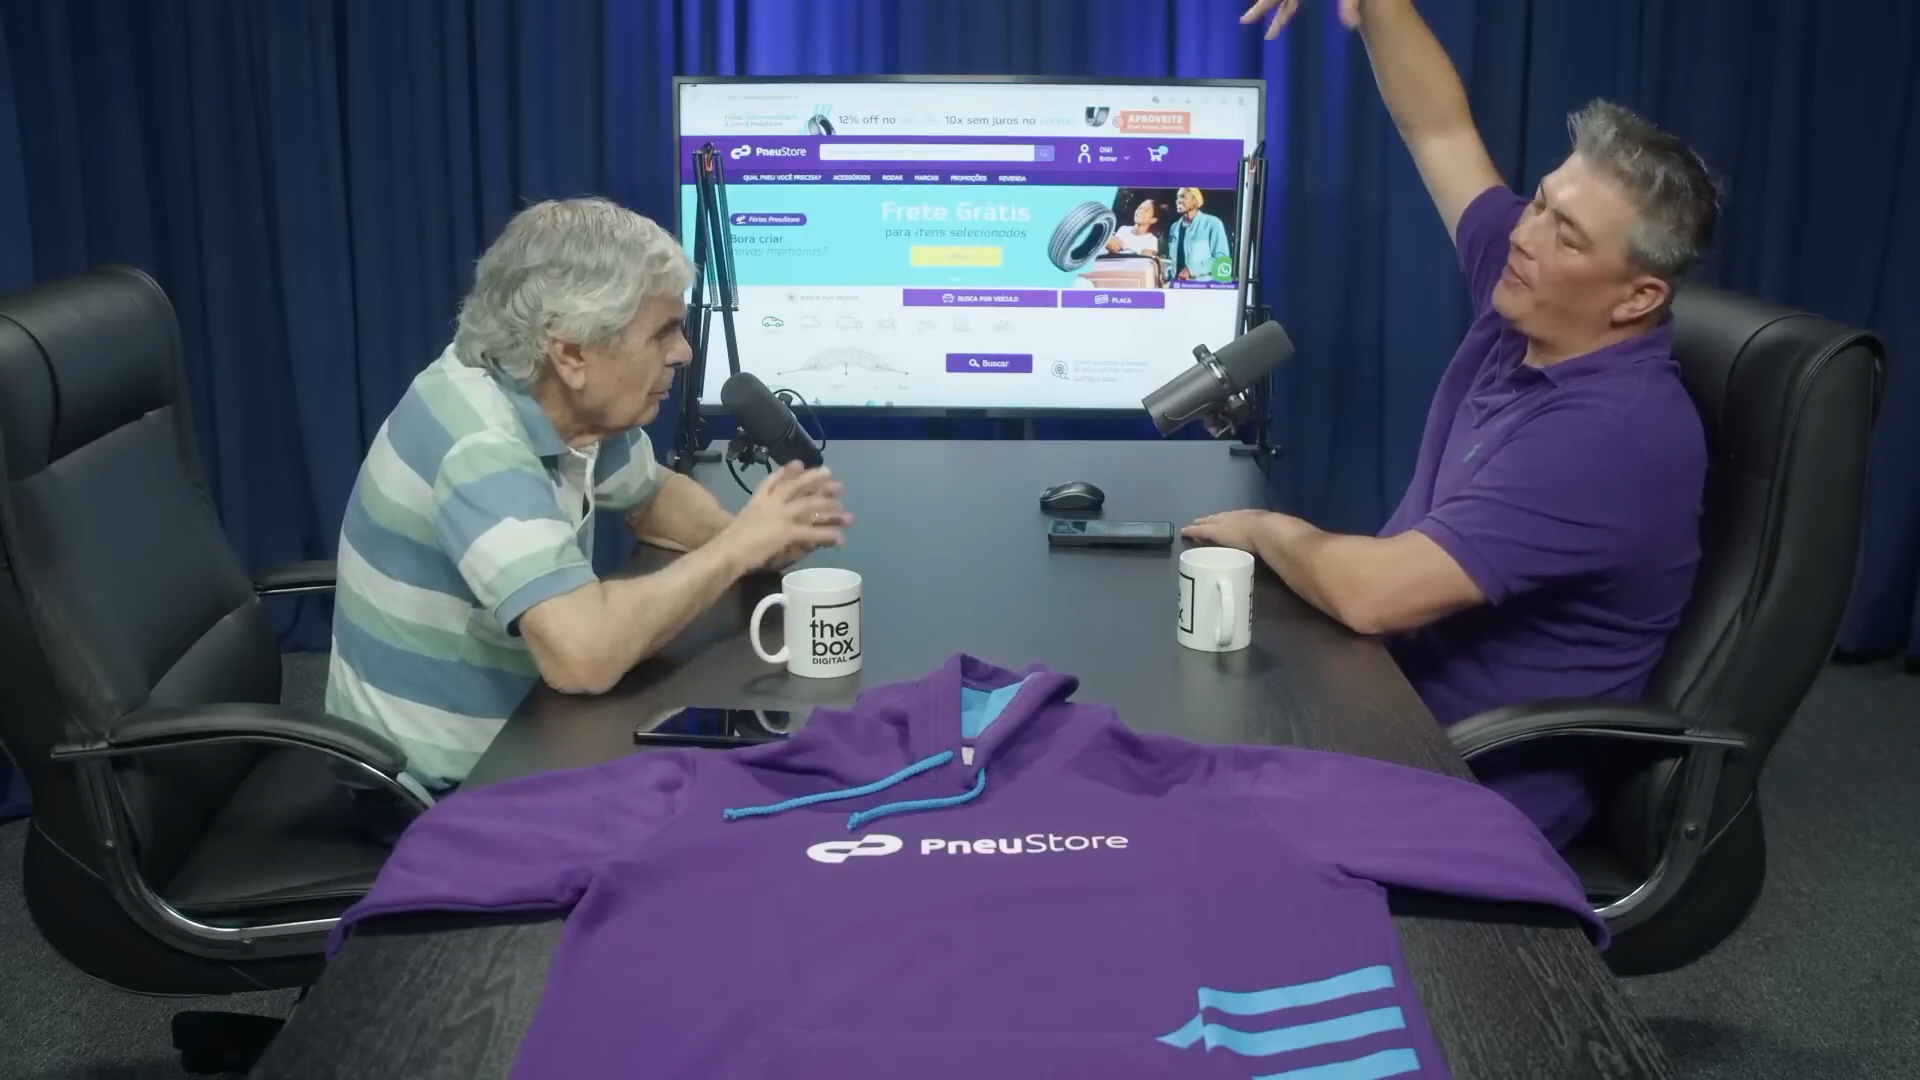 12% off no
10x sem juros no
APROVEITE
PneuStore
Olá!
Entrar
QUAL PNEU VOCÊ PRECISA? ACESSÓRIOS RODAS MARCAS PROMOÇÕES REVENDA
Férias PneuStore
Bora criar
novas memórias?
Frete Grátis
para itens selecionados
BUSCA POR VEÍCULO
PLACA
Buscar
the
box
DIGITAL
x
PneuStore